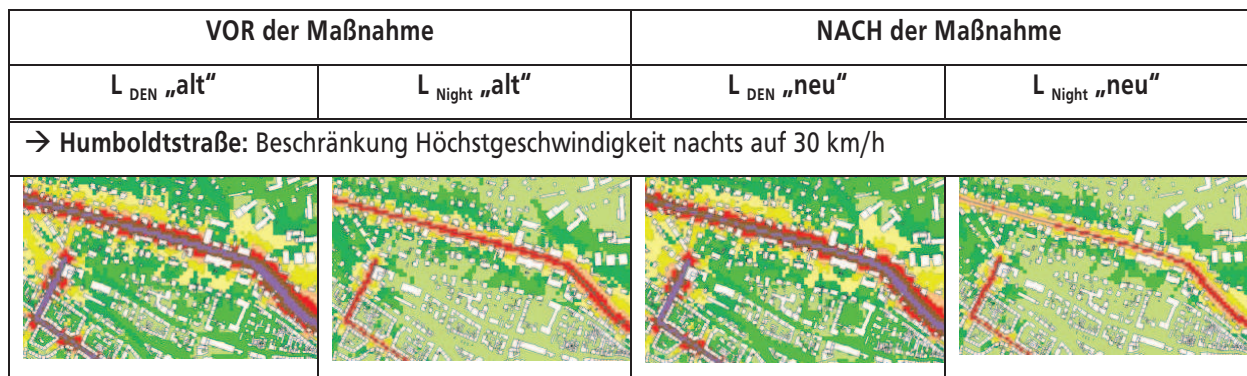 VOR der Maßnahme
NACH der Maßnahme
L DEN „alt“
L Night „alt“
L DEN „neu“
L Night „neu“
→ Humboldtstraße: Beschränkung Höchstgeschwindigkeit nachts auf 30 km/h